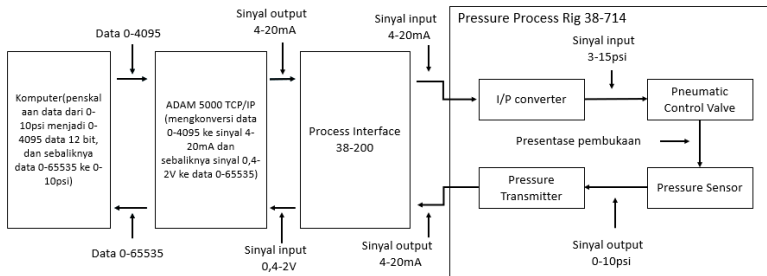 Sinyal output
4-20mA
Sinyal input
4-20mA
Pressure Process Rig 38-714
Data 0-4095
Sinyal input
3-15psi
Komputer(penskal
aan data dari 0-
10psi menjadi 0-
4095 data 12 bit,
dan sebaliknya
data 0-65535 ke 0-
10psi)
ADAM 5000 TCP/IP
(mengkonversi data
0-4095 ke sinyal 4-
20mA dan
sebaliknya sinyal 0,4-
2V ke data 0-65535)
Process Interface
38-200
I/P converter
Pneumatic
Control Valve
Presentase pembukaan
Pressure
Transmitter
Pressure Sensor
Data 0-65535
Sinyal input
0,4-2V
Sinyal output
4-20mA
Sinyal output
0-10psi